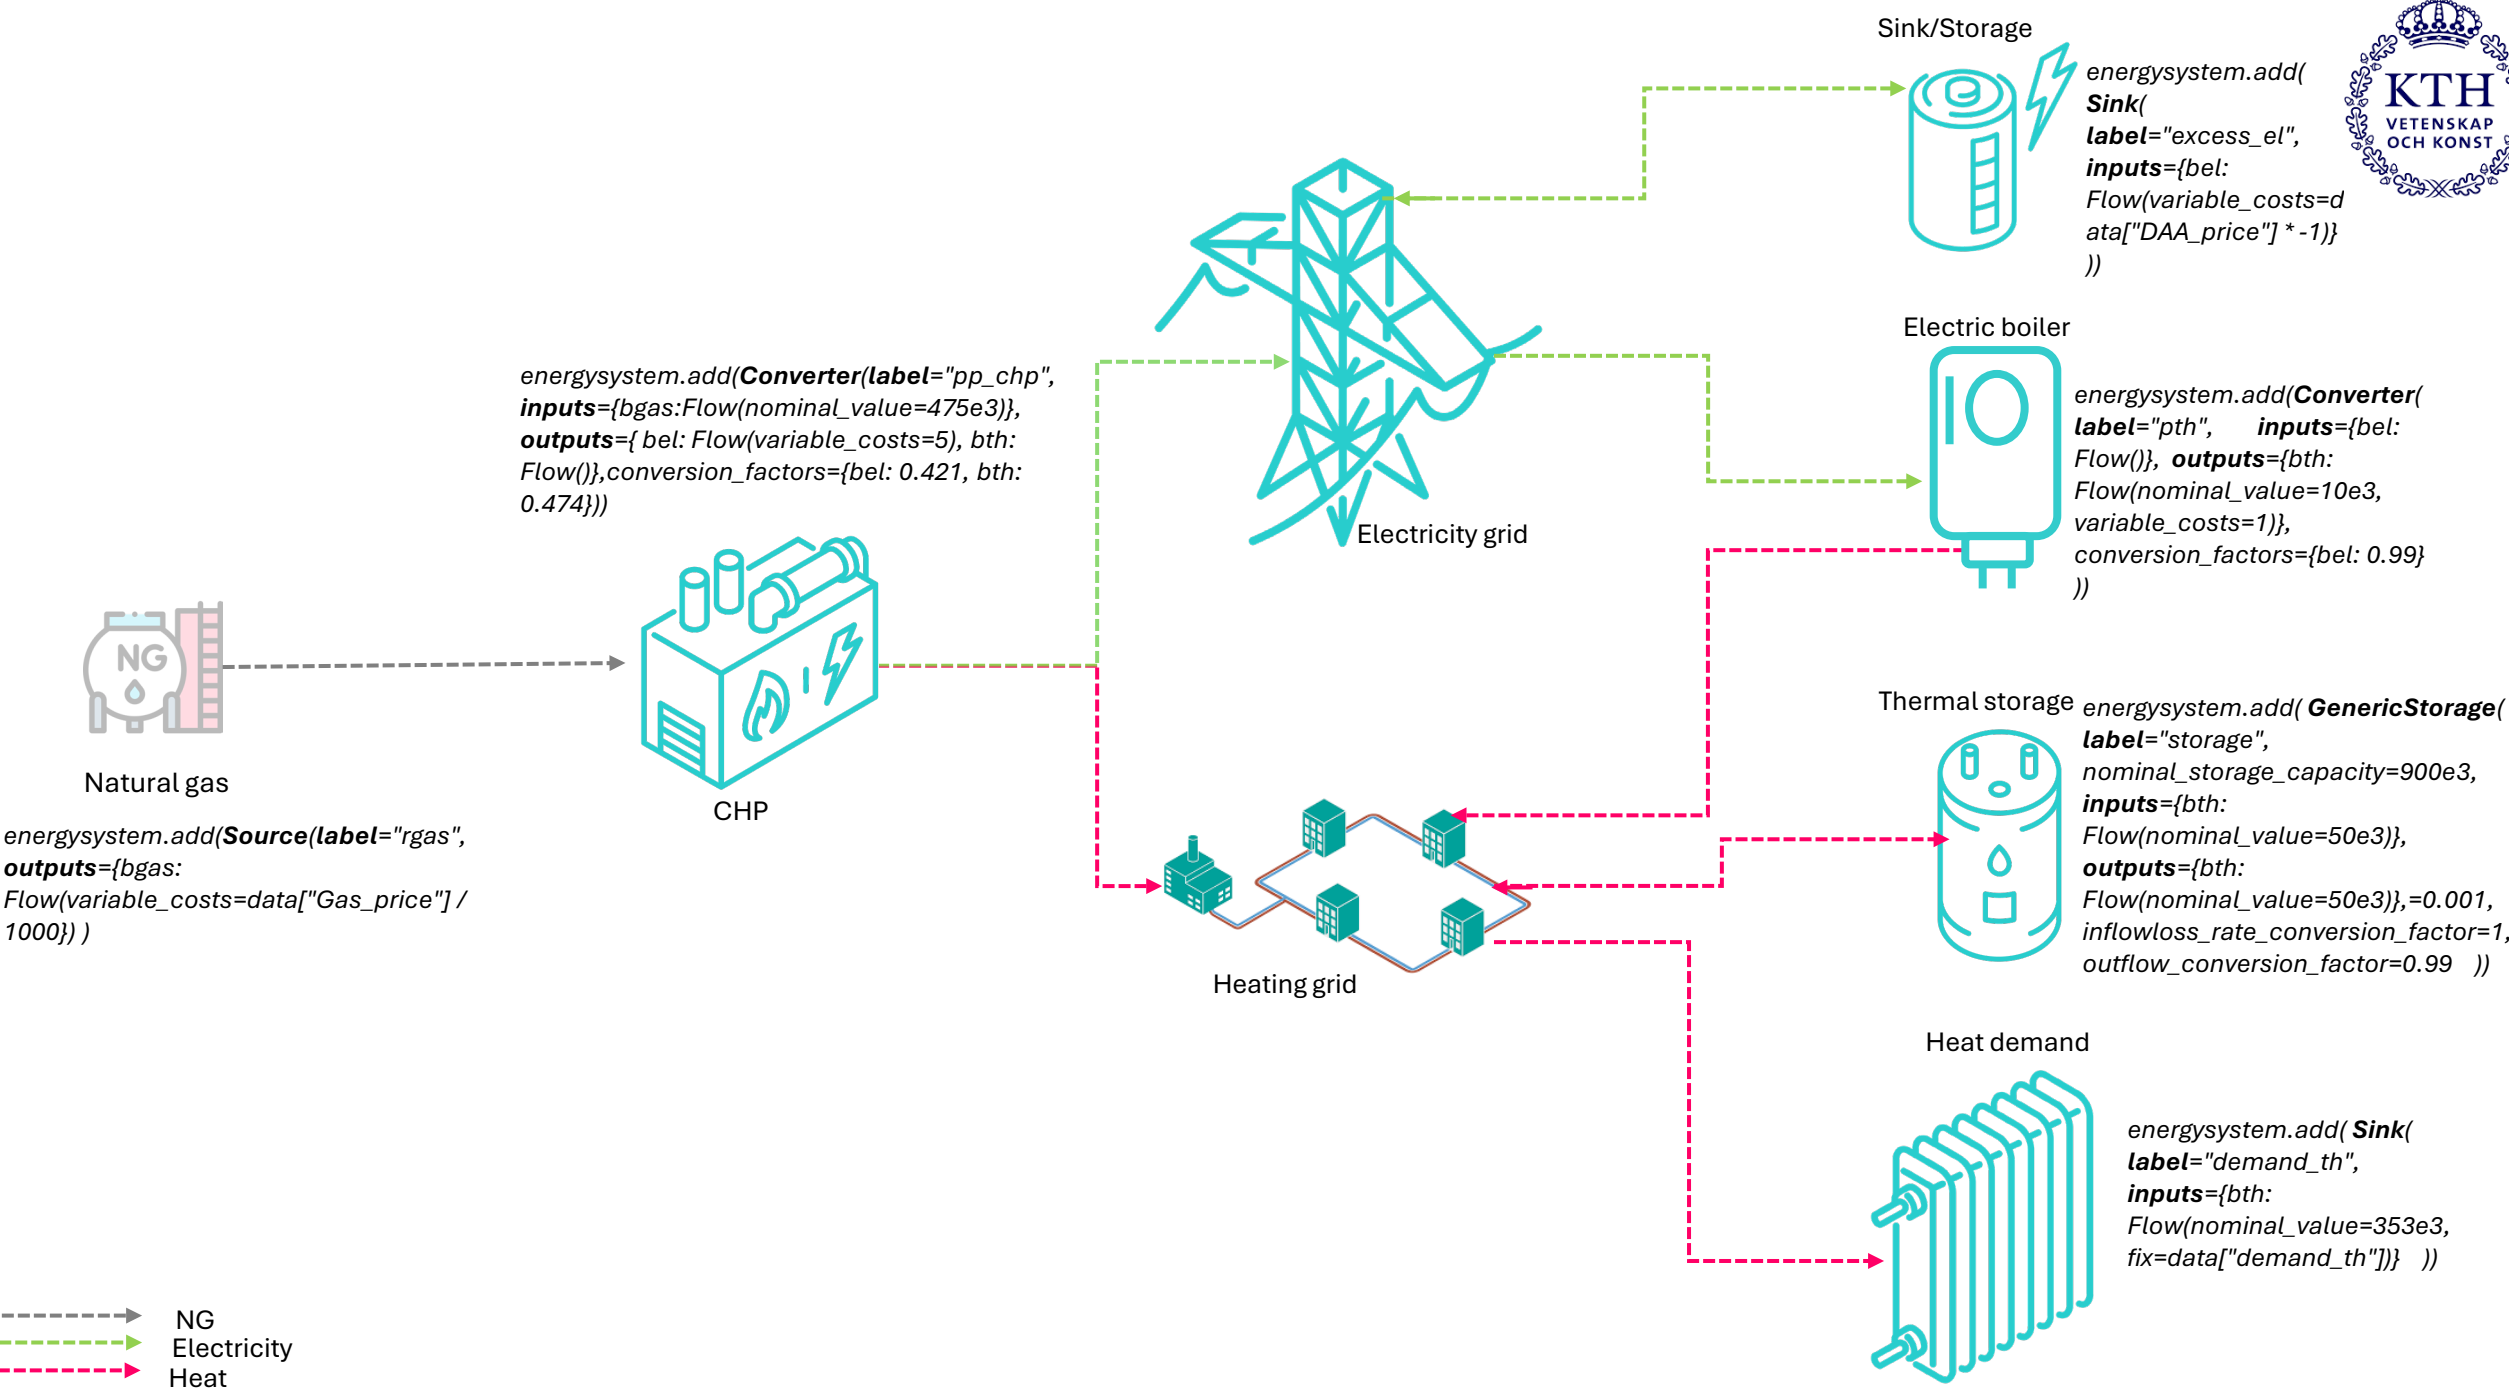 Sink/Storage
energysystem.add(
Sink(
label="excess_el",
inputs={bel:
Flow(variable_costs=d
ata["DAA_price"] * -1)}
))
KTH
VETENSKAP
OCH KONST
Electric boiler
energysystem.add(Converter(
label="pth", inputs={bel:
Flow()}, outputs={bth:
Flow(nominal_value=10e3,
variable_costs=1)},
conversion_factors={bel: 0.99}
))
energysystem.add(Converter(label="pp_chp",
inputs={bgas:Flow(nominal_value=475e3)},
outputs={ bel: Flow(variable_costs=5), bth:
Flow()},conversion_factors={bel: 0.421, bth:
0.474}))
Electricity grid
NG
Natural gas
energysystem.add(Source(label="rgas",
outputs={bgas:
Flow(variable_costs=data["Gas_price"] /
1000}) )
CHP
Heating grid
Thermal storage
energysystem.add( GenericStorage(
label="storage",
nominal_storage_capacity=900e3,
inputs={bth:
Flow(nominal_value=50e3)},
outputs={bth:
Flow(nominal_value=50e3)},=0.001,
inflowloss_rate_conversion_factor=1,
outflow_conversion_factor=0.99 ))
Heat demand
energysystem.add( Sink(
label="demand_th",
inputs={bth:
Flow(nominal_value=353e3,
fix=data["demand_th"])} ))
NG
Electricity
Heat